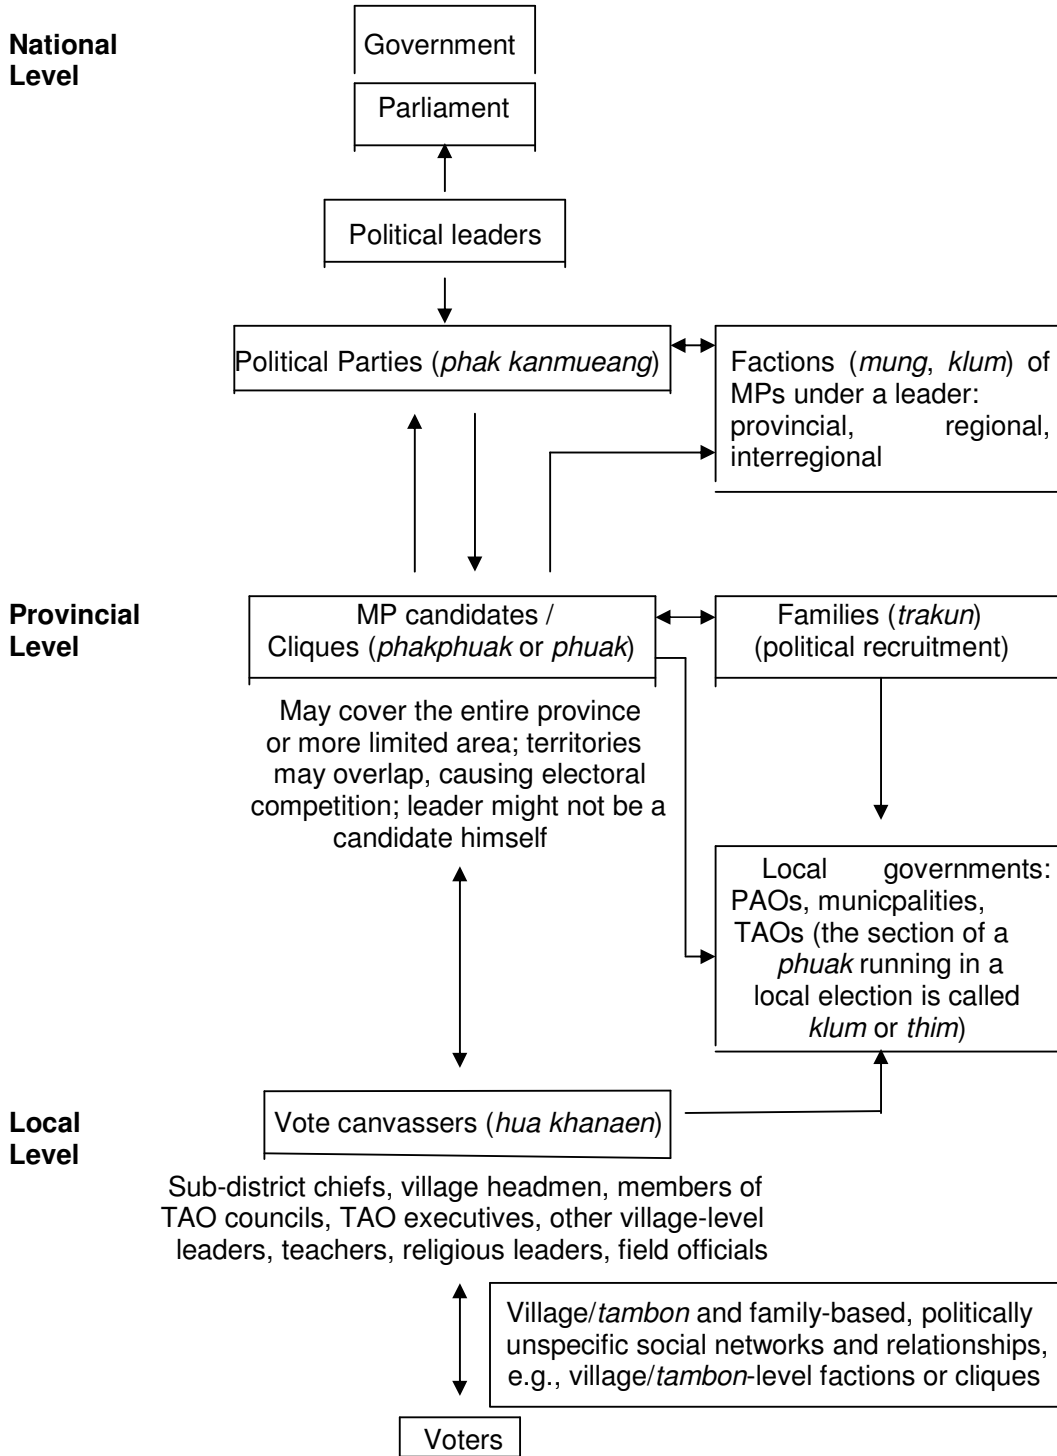 National
Level
Government
Parliament
Political leaders
Political Parties (phak kanmueang)
Factions (mung, klum) of
MPs under a leader:
provincial, regional,
interregional
Provincial
Level
MP candidates /
Cliques (phakphuak or phuak)
Families (trakun)
(political recruitment)
May cover the entire province
or more limited area; territories
may overlap, causing electoral
competition; leader might not be a
candidate himself
Local governments:
PAOs, municpalities,
TAOs (the section of a
phuak running in a
local election is called
klum or thim)
Local
Level
Vote canvassers (hua khanaen)
Sub-district chiefs, village headmen, members of
TAO councils, TAO executives, other village-level
leaders, teachers, religious leaders, field officials
Village/tambon and family-based, politically
unspecific social networks and relationships,
e.g., village/tambon-level factions or cliques
Voters